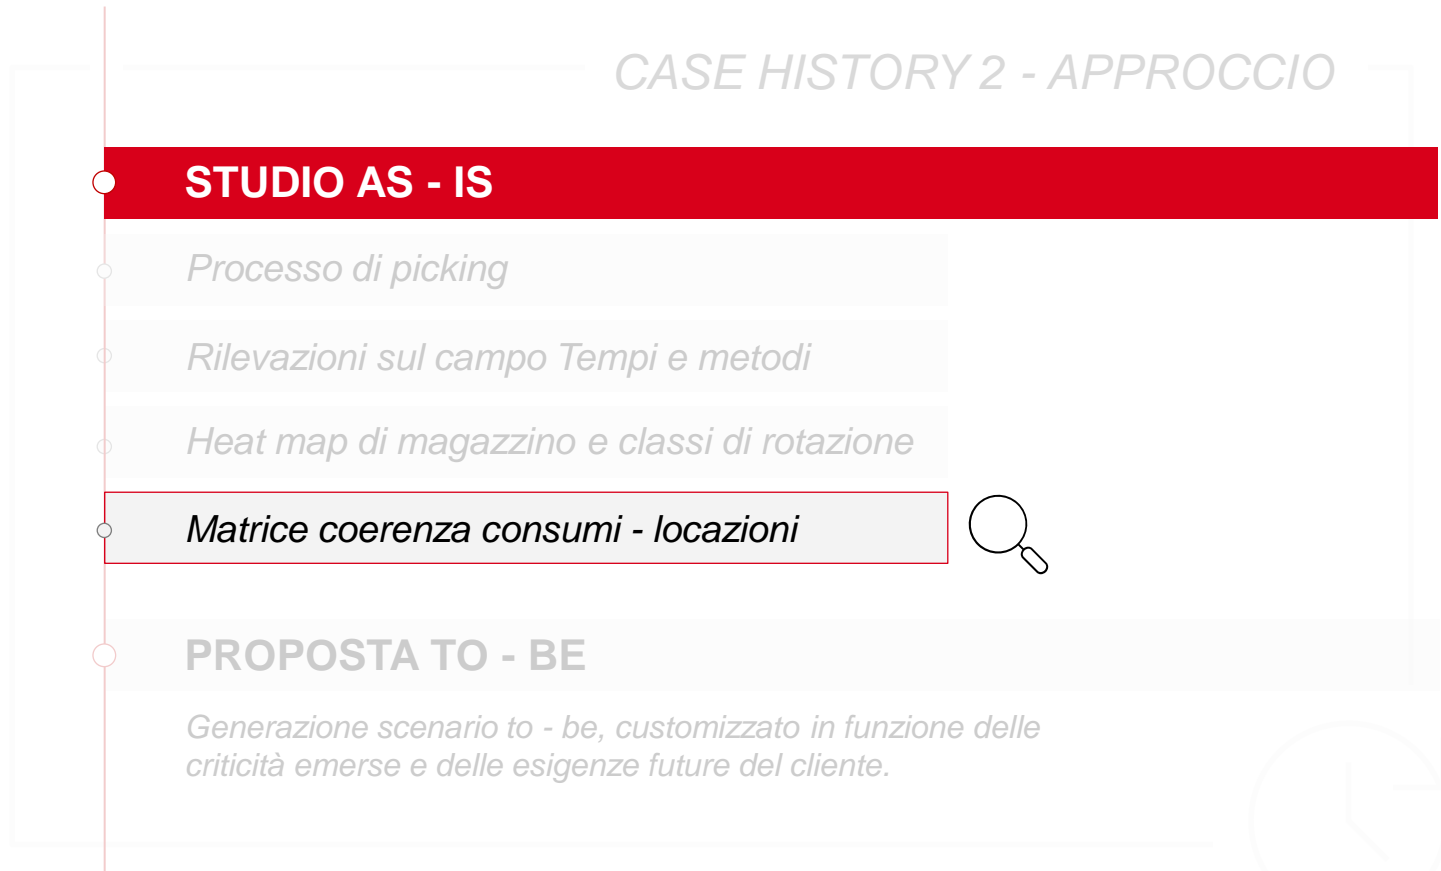 CASE HISTORY 2 - APPROCCIO
STUDIO AS - IS
Processo di picking
Rilevazioni sul campo Tempi e metodi
Heat map di magazzino e classi di rotazione
Matrice coerenza consumi - locazioni
PROPOSTA TO - BE
Generazione scenario to - be, customizzato in funzione delle
criticità emerse e delle esigenze future del cliente.